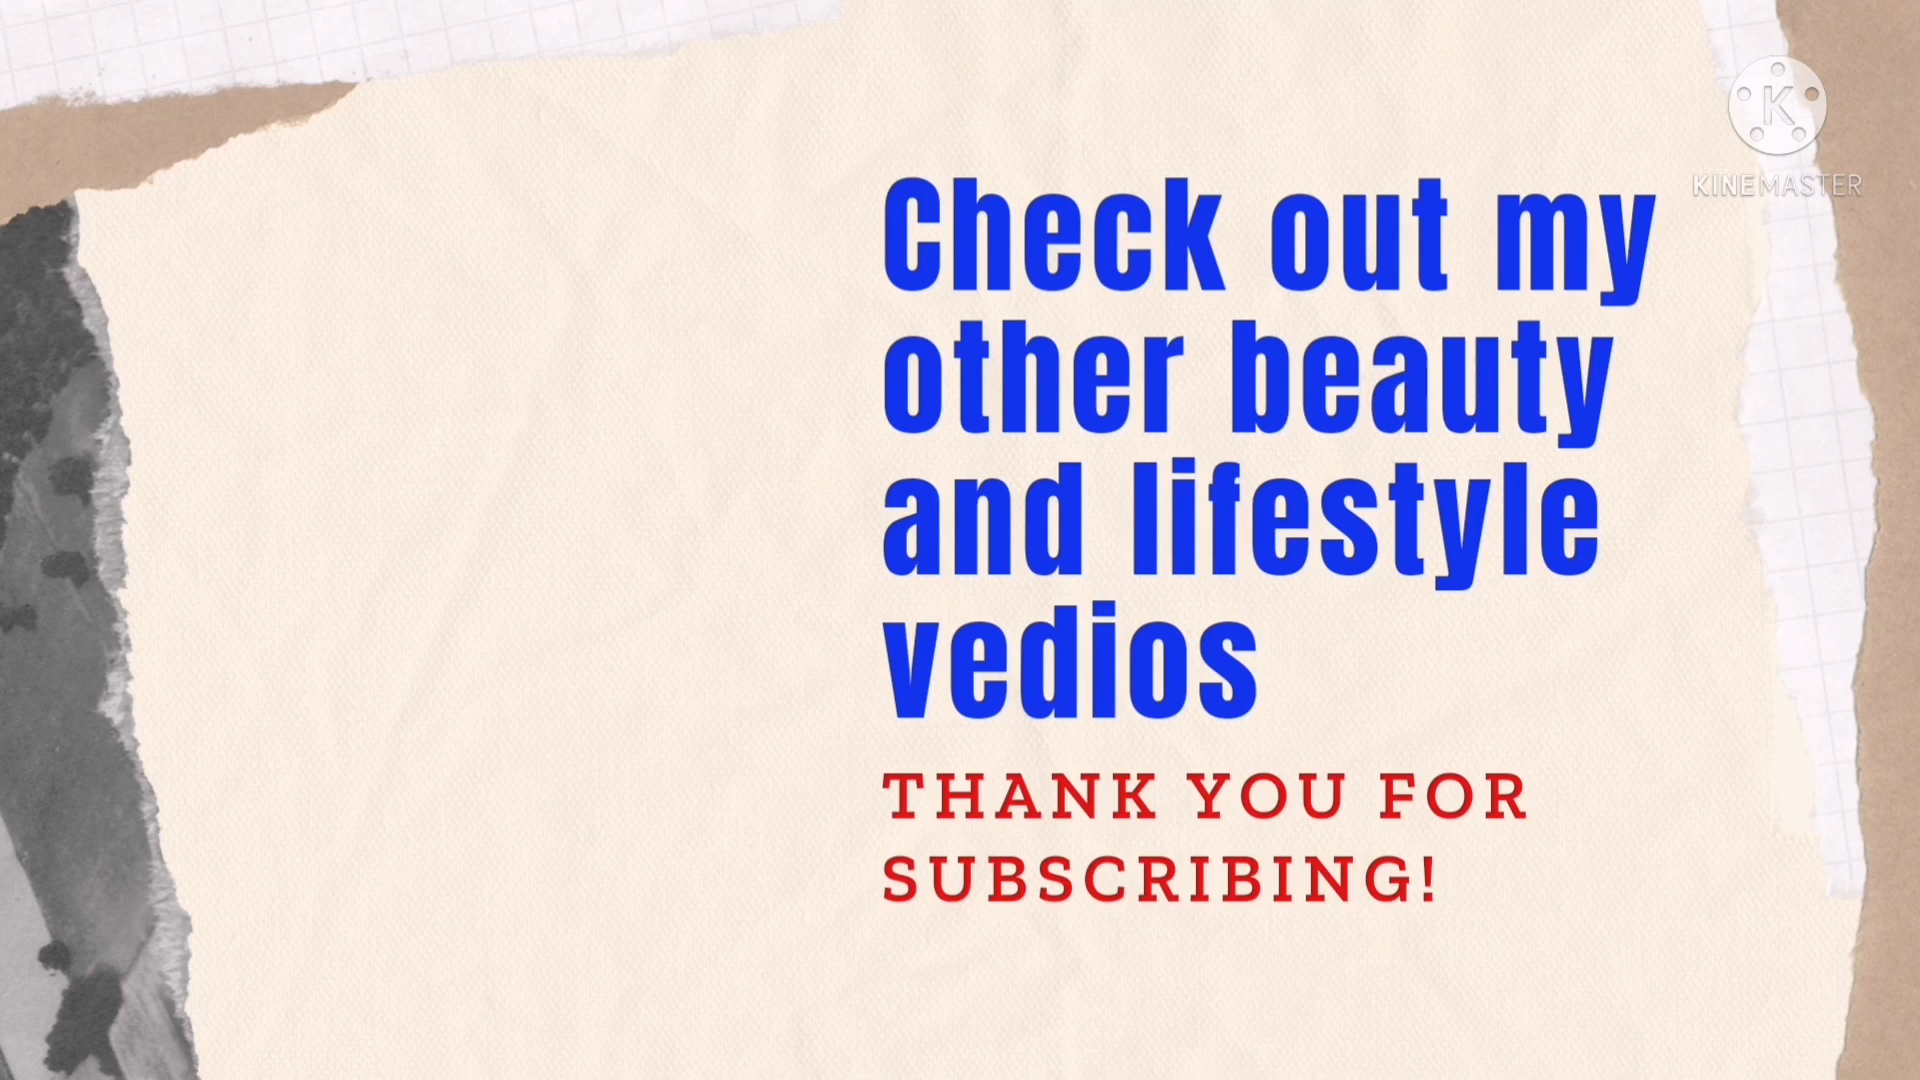 K
KINEMASTER
Check out my
other beauty
and lifestyle
vedios
THANK YOU FOR
SUBSCRIBING!